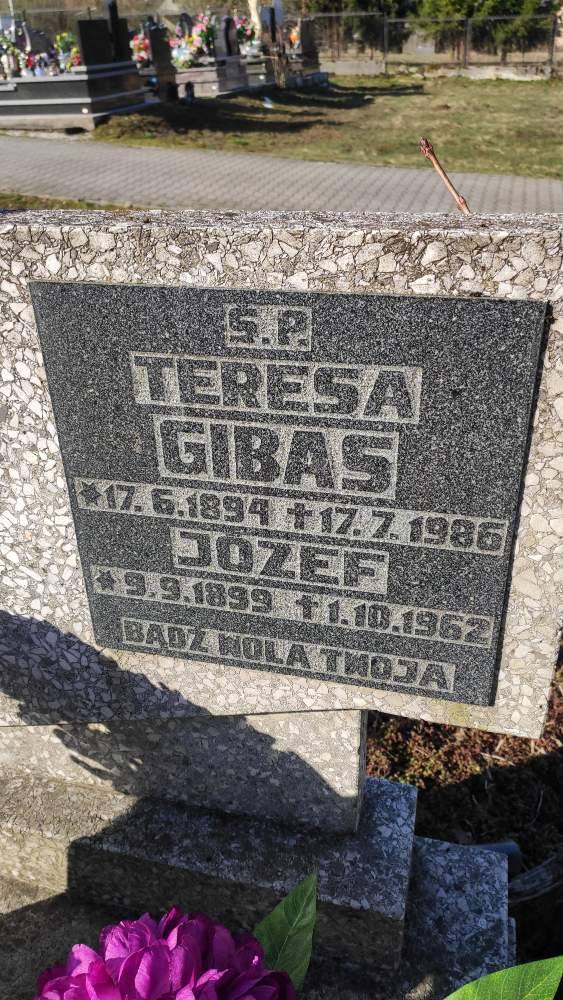 Ś.P.
TERESA
GIBAS
*17.6.1894 ✝17.7.1986
JÓZEF
*9.9.1899 ✝1.10.1962
BĄDŹ WOLA TWOJA